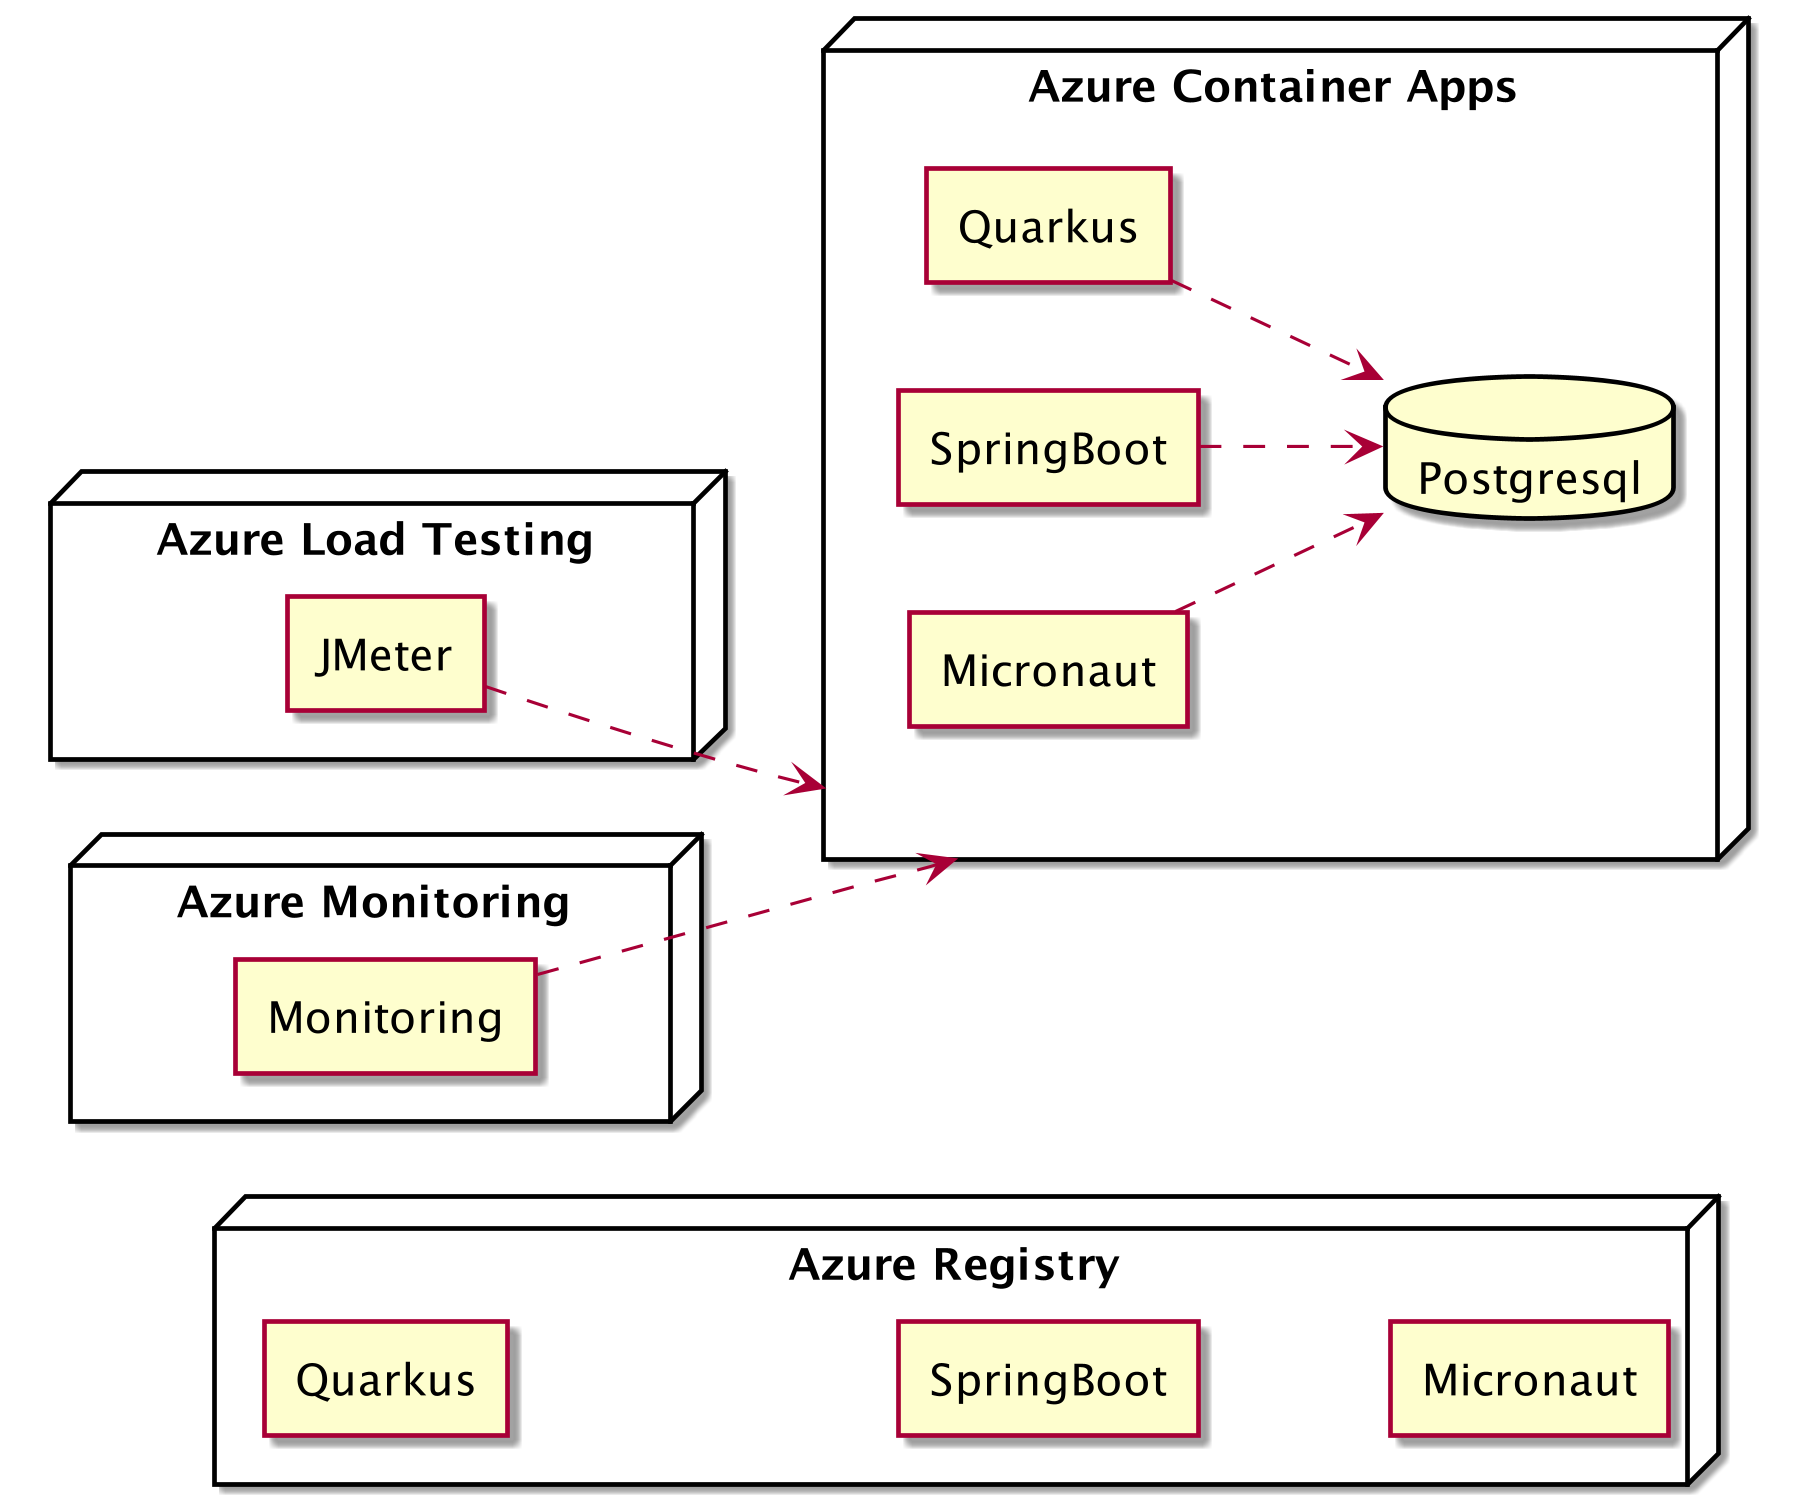 Azure Container Apps
Quarkus
SpringBoot
Postgresql
Micronaut
Azure Load Testing
JMeter
Azure Monitoring
Monitoring
Azure Registry
Quarkus
SpringBoot
Micronaut